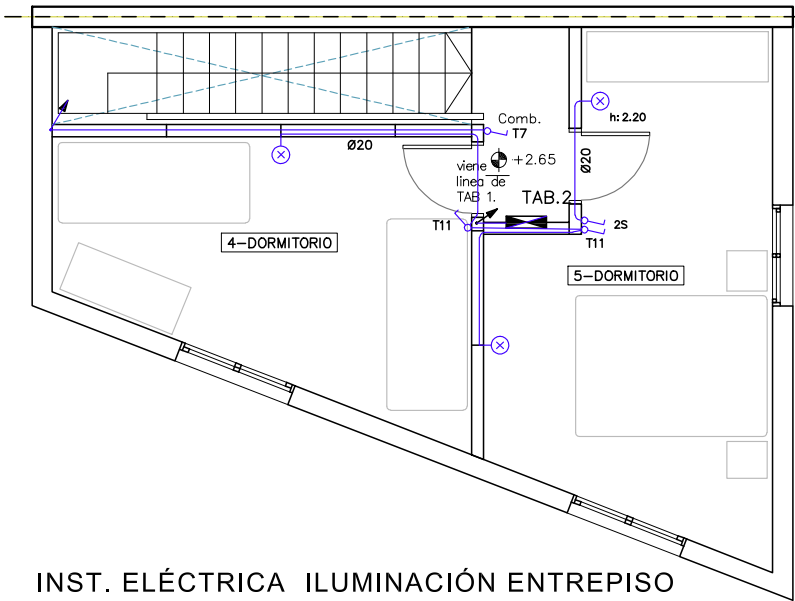 Comb.
T7
h: 2.20
Ø20
viene
linea de
TAB 1.
+2.65
Ø20
TAB.2
T11
2S
T11
4-DORMITORIO
5-DORMITORIO
INST. ELÉCTRICA ILUMINACIÓN ENTREPISO